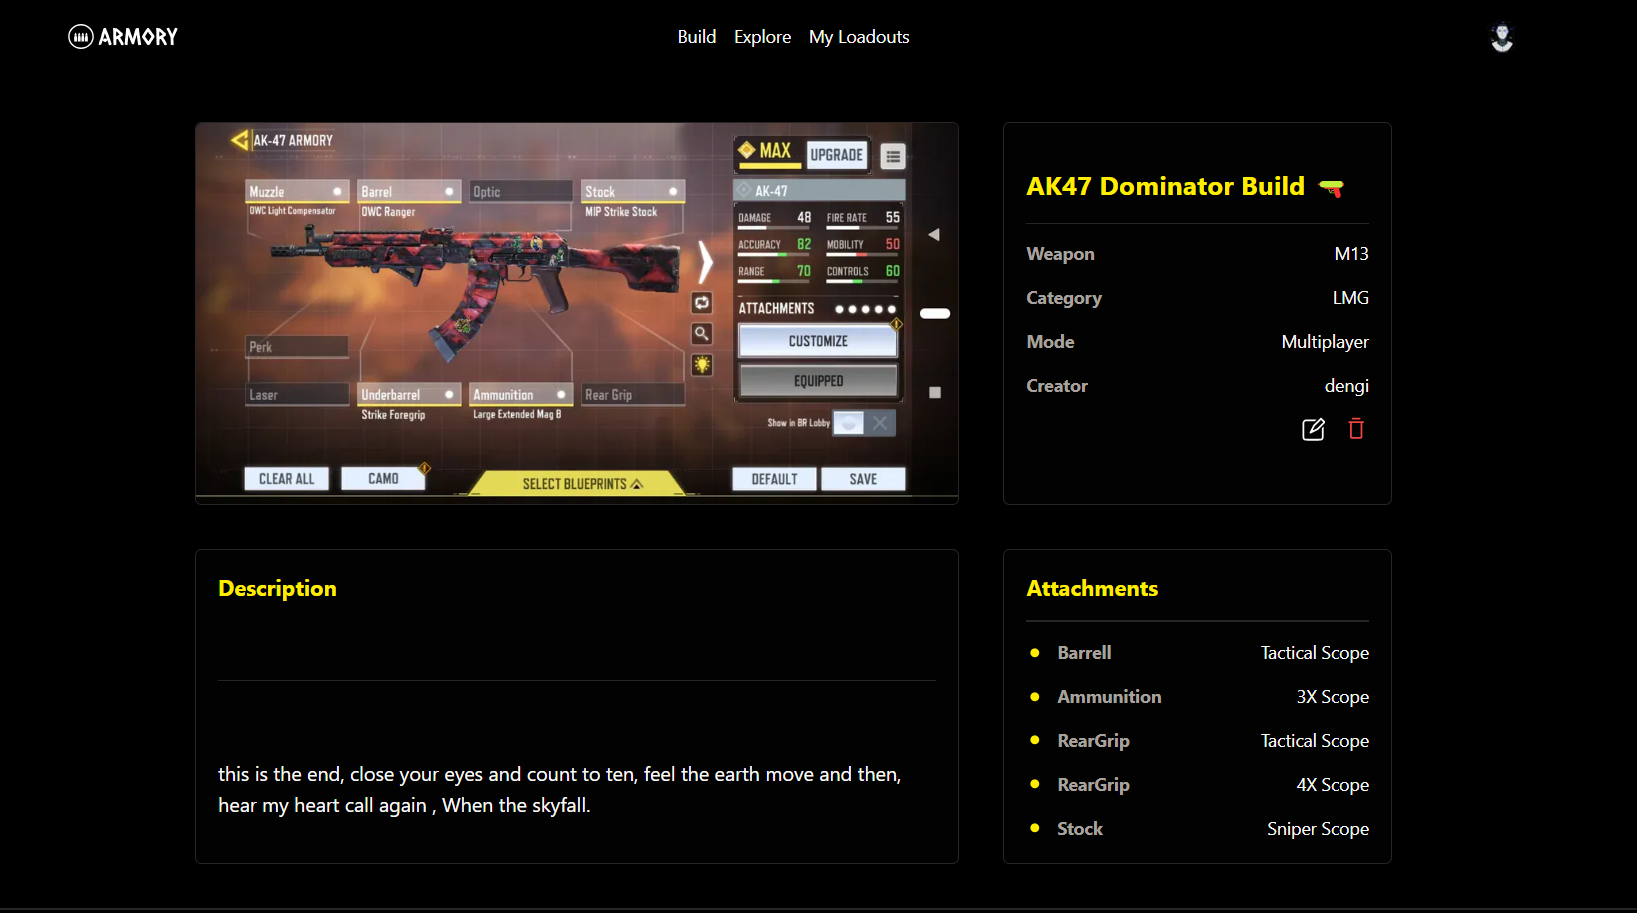 ARMORY
Build Explore My Loadouts
AK-47 ARMORY
MAX UPGRADE
Muzzle Barrel Optic Stock
OWC Light Compensator OWC Ranger MIP Strike Stock
AK-47
DAMAGE 48 FIRE RATE 55
ACCURACY 82 MOBILITY 50
RANGE 70 CONTROLS 60
ATTACHMENTS
CUSTOMIZE
EQUIPPED
Show in BR Lobby
Perk
Laser Underbarrel Ammunition Rear Grip
Strike Foregrip Large Extended Mag B
CLEAR ALL CAMO SELECT BLUEPRINTS DEFAULT SAVE
AK47 Dominator Build
Weapon M13
Category LMG
Mode Multiplayer
Creator dengi
Description
this is the end, close your eyes and count to ten, feel the earth move and then,
hear my heart call again , When the skyfall.
Attachments
Barrell Tactical Scope
Ammunition 3X Scope
RearGrip Tactical Scope
RearGrip 4X Scope
Stock Sniper Scope